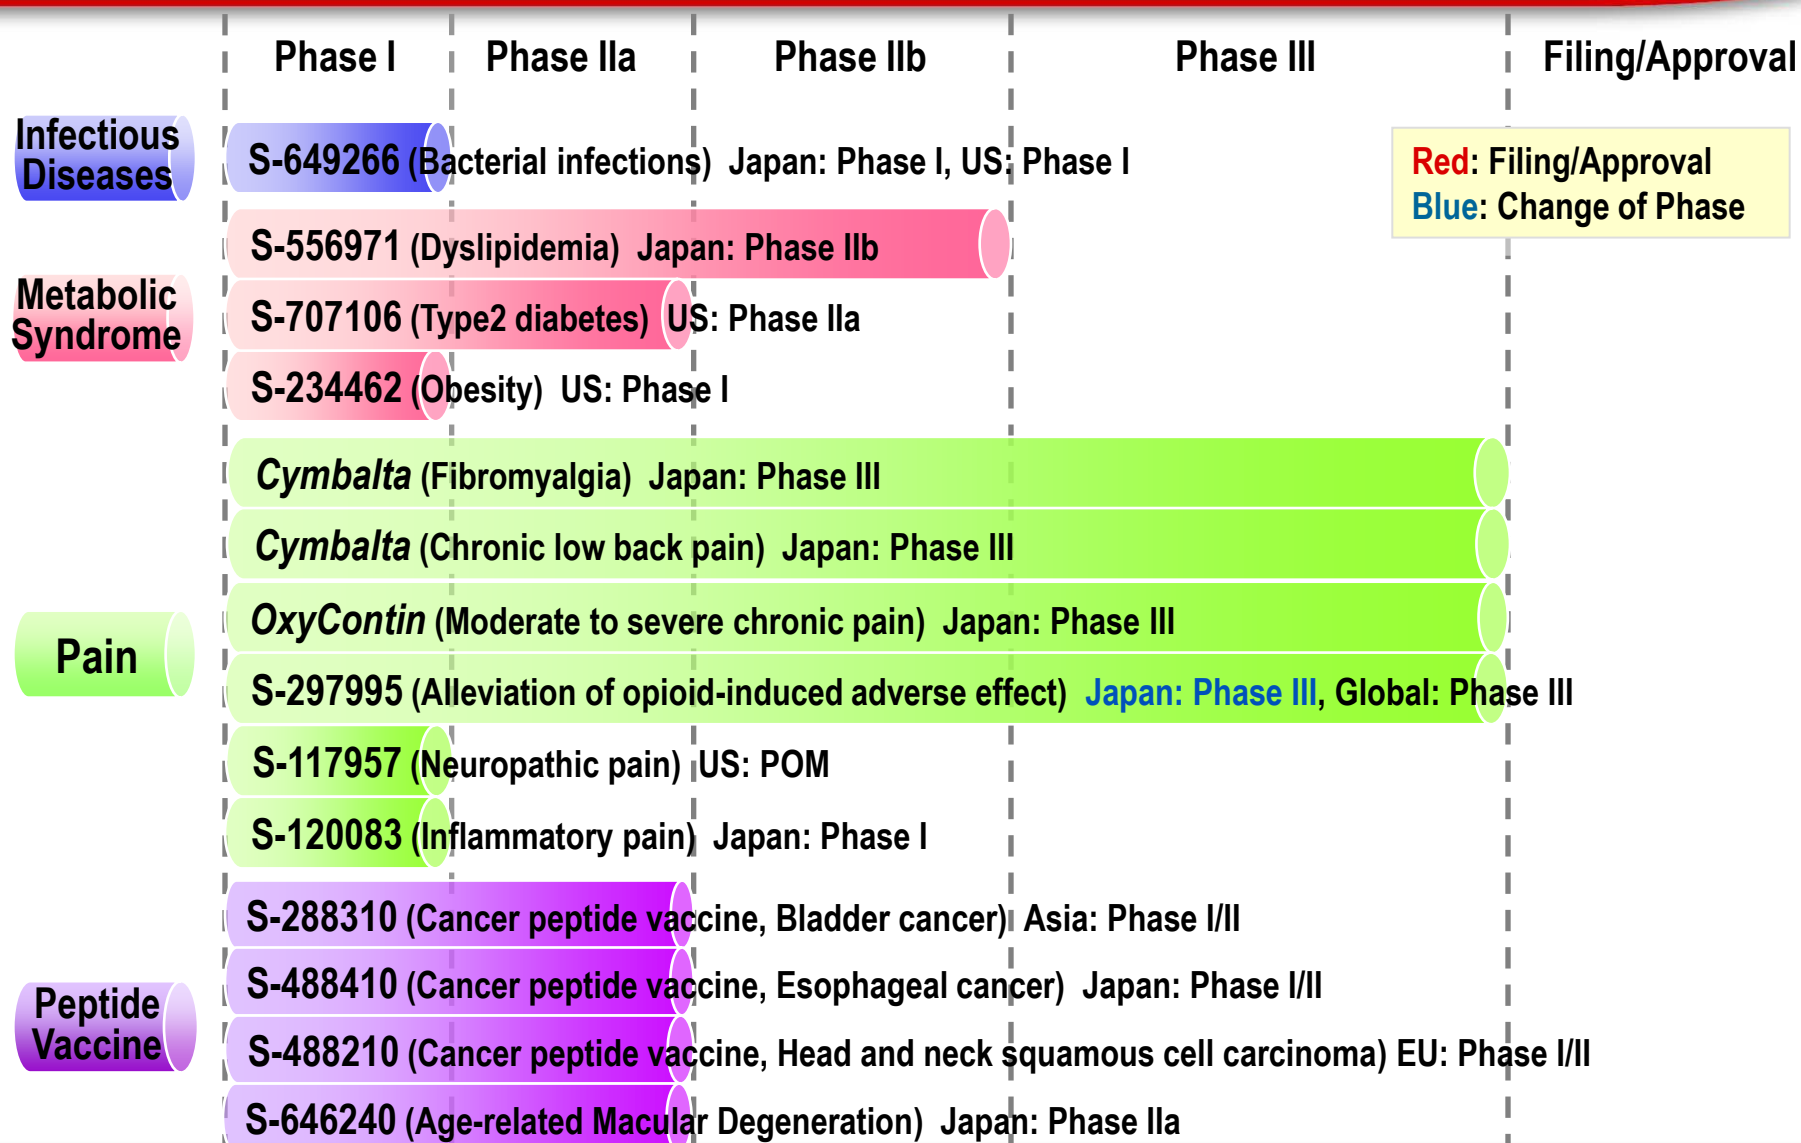 Phase I Phase IIa Phase IIb Phase III Filing/Approval
Infectious
Diseases
S-649266 (Bacterial infections) Japan: Phase I, US: Phase I
Red: Filing/Approval
Blue: Change of Phase
Metabolic
Syndrome
S-556971 (Dyslipidemia) Japan: Phase IIb
S-707106 (Type2 diabetes) US: Phase IIa
S-234462 (Obesity) US: Phase I
Pain
Cymbalta (Fibromyalgia) Japan: Phase III
Cymbalta (Chronic low back pain) Japan: Phase III
OxyContin (Moderate to severe chronic pain) Japan: Phase III
S-297995 (Alleviation of opioid-induced adverse effect) Japan: Phase III, Global: Phase III
S-117957 (Neuropathic pain) US: POM
S-120083 (Inflammatory pain) Japan: Phase I
Peptide
Vaccine
S-288310 (Cancer peptide vaccine, Bladder cancer) Asia: Phase I/II
S-488410 (Cancer peptide vaccine, Esophageal cancer) Japan: Phase I/II
S-488210 (Cancer peptide vaccine, Head and neck squamous cell carcinoma) EU: Phase I/II
S-646240 (Age-related Macular Degeneration) Japan: Phase IIa